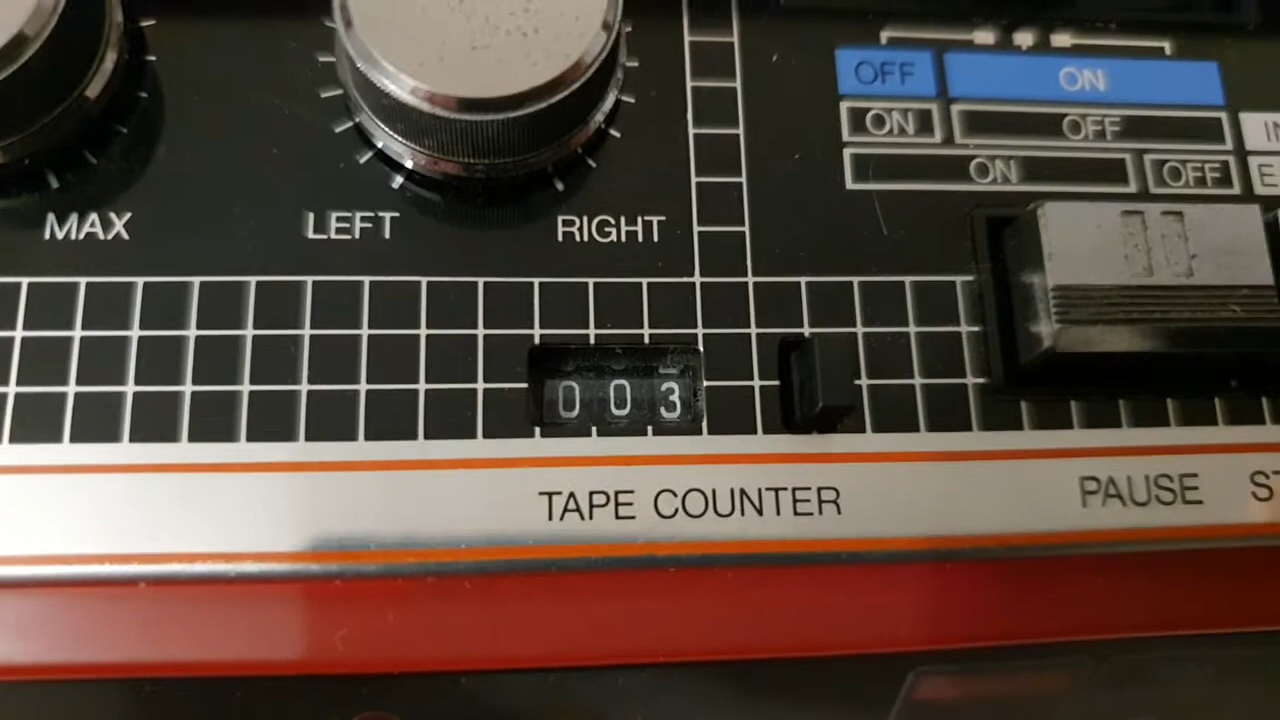 OFF ON
ON OFF
ON OFF
MAX LEFT RIGHT
003
TAPE COUNTER PAUSE